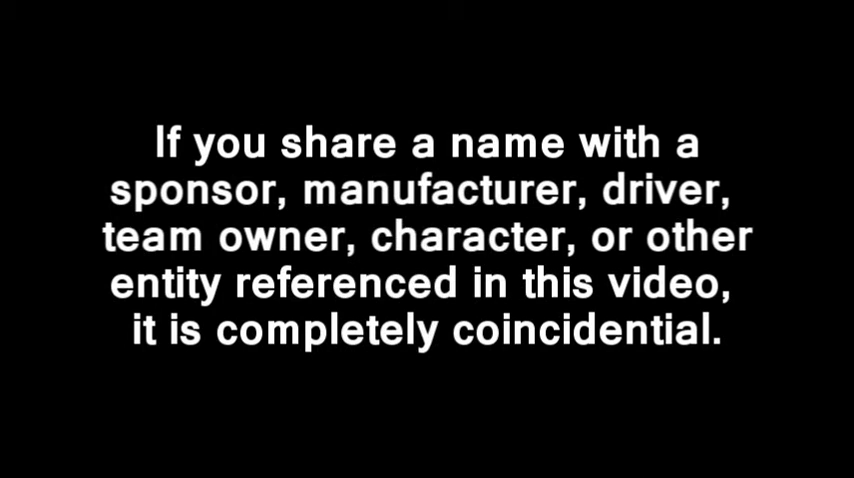 If you share a name with a
sponsor, manufacturer, driver,
team owner, character, or other
entity referenced in this video,
it is completely coincidential.